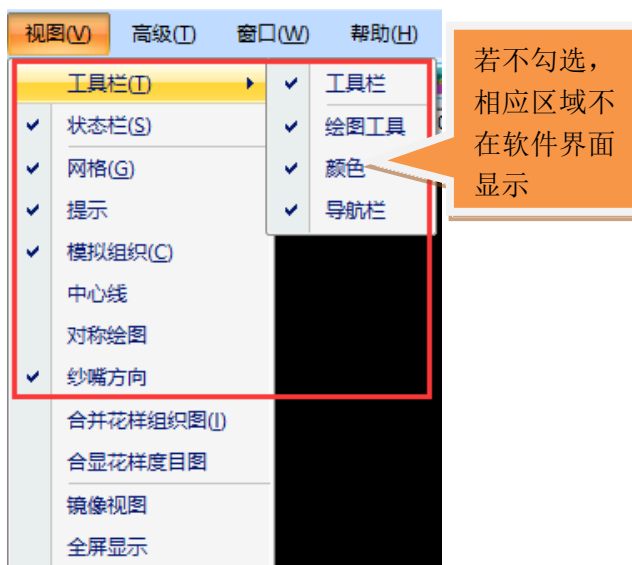 视图(V) 高级(T) 窗口(W) 帮助(H)
工具栏(T)
状态栏(S)
网格(G)
提示
模拟组织(C)
中心线
对称绘图
纱嘴方向
合并花样组织图(I)
合显花样度目图
镜像视图
全屏显示
工具栏
绘图工具
颜色
导航栏
若不勾选，
相应区域不
在软件界面
显示